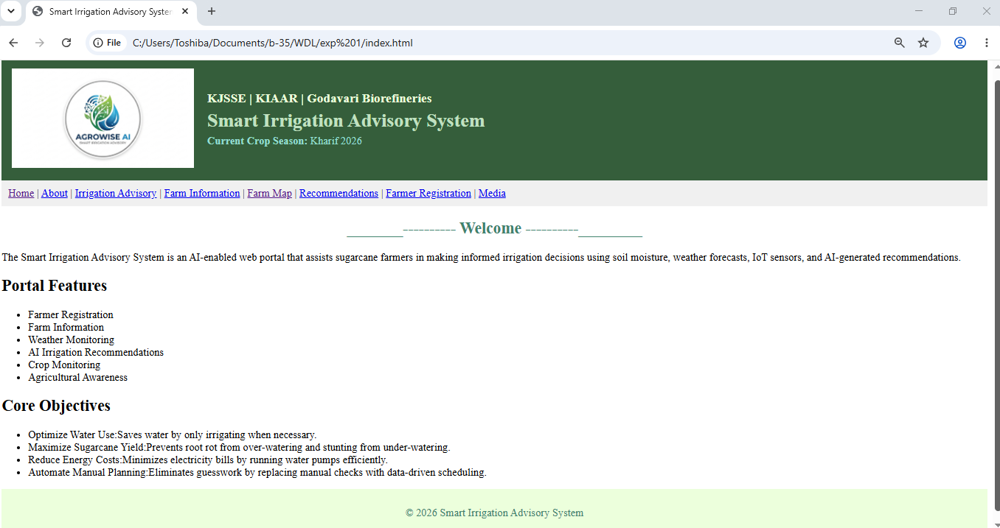 Smart Irrigation Advisory System
File C:/Users/Toshiba/Documents/b-35/WDL/exp%201/index.html
AGROWISE AI
SMART IRRIGATION ADVISORY
KJSSE | KIAAR | Godavari Biorefineries
Smart Irrigation Advisory System
Current Crop Season: Kharif 2026
Home | About | Irrigation Advisory | Farm Information | Farm Map | Recommendations | Farmer Registration | Media
_________---------- Welcome ----------__________
The Smart Irrigation Advisory System is an AI-enabled web portal that assists sugarcane farmers in making informed irrigation decisions using soil moisture, weather forecasts, IoT sensors, and AI-generated recommendations.
Portal Features
• Farmer Registration
• Farm Information
• Weather Monitoring
• AI Irrigation Recommendations
• Crop Monitoring
• Agricultural Awareness
Core Objectives
• Optimize Water Use:Saves water by only irrigating when necessary.
• Maximize Sugarcane Yield:Prevents root rot from over-watering and stunting from under-watering.
• Reduce Energy Costs:Minimizes electricity bills by running water pumps efficiently.
• Automate Manual Planning:Eliminates guesswork by replacing manual checks with data-driven scheduling.
© 2026 Smart Irrigation Advisory System